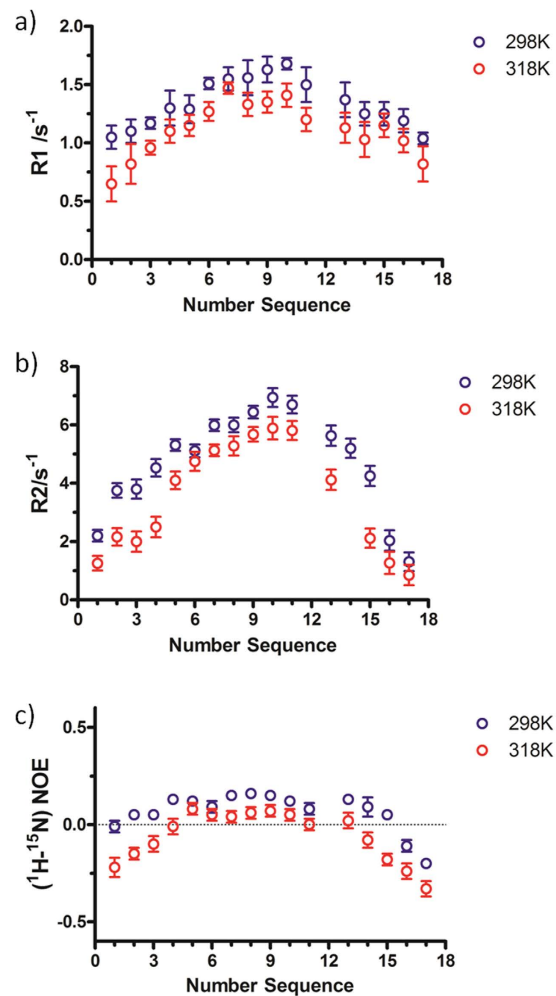 a)
298K
318K
2.0
1.5
1.0
0.5
0.0
R1 /s⁻¹
0 3 6 9 12 15 18
Number Sequence
b)
298K
318K
8
6
4
2
0
R2/s⁻¹
0 3 6 9 12 15 18
Number Sequence
c)
298K
318K
0.5
0.0
-0.5
(¹H-¹⁵N) NOE
0 3 6 9 12 15 18
Number Sequence